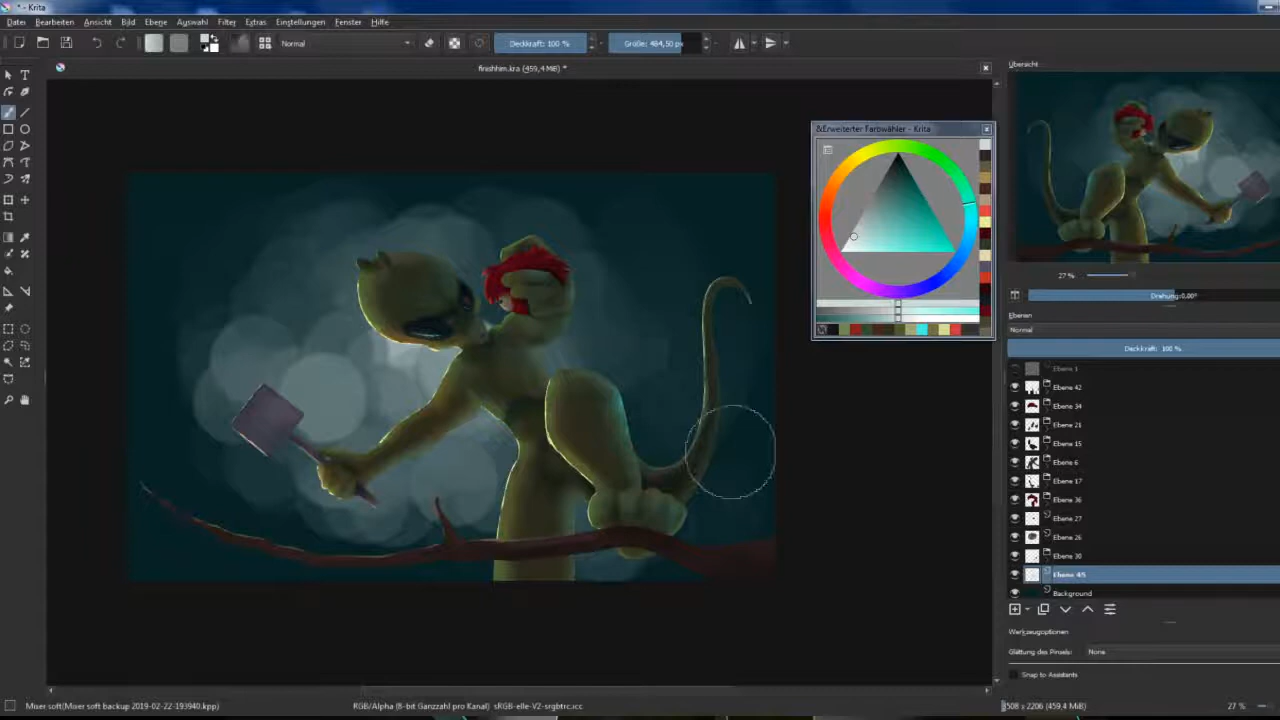 * - Krita
Datei Bearbeiten Ansicht Bild Ebene Auswahl Filter Extras Einstellungen Fenster Hilfe
Normal Deckkraft: 100 % Größe: 484,50 px
finishhim.kra (459,4 MiB) *
Übersicht
&Erweiterter Farbwähler - Krita
27 %
Drehung:0,00°
Ebenen
Normal
Deckkraft: 100 %
Ebene 1
Ebene 42
Ebene 34
Ebene 21
Ebene 15
Ebene 6
Ebene 17
Ebene 36
Ebene 27
Ebene 26
Ebene 30
Ebene 45
Background
Werkzeugoptionen
Glättung des Pinsels: None
Snap to Assistants
Mixer soft(Mixer soft backup 2019-02-22-193940.kpp) RGB/Alpha (8-bit Ganzzahl pro Kanal) sRGB-elle-V2-srgbtrc.icc 3508 x 2206 (459,4 MiB) 27 %